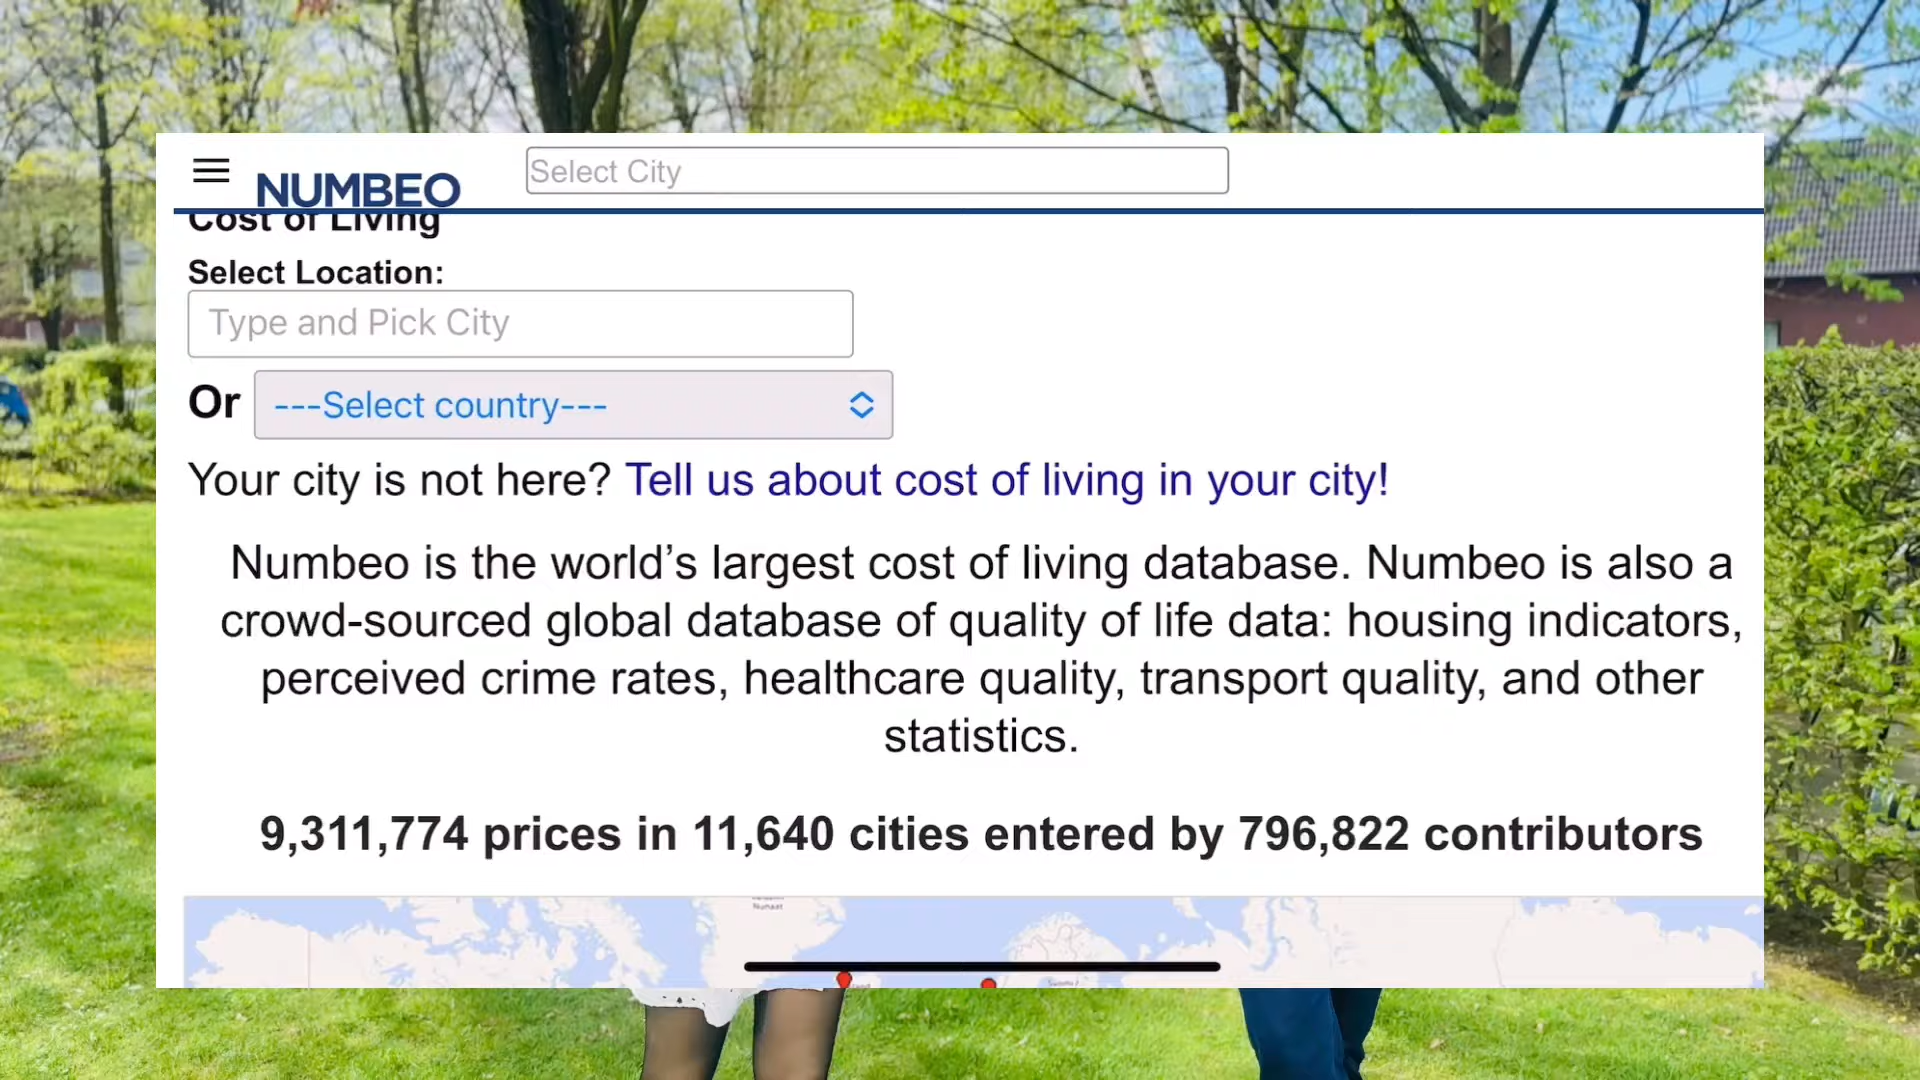 NUMBEO
Select City
Cost of Living
Select Location:
Type and Pick City
Or ---Select country---
Your city is not here? Tell us about cost of living in your city!
Numbeo is the world’s largest cost of living database. Numbeo is also a
crowd-sourced global database of quality of life data: housing indicators,
perceived crime rates, healthcare quality, transport quality, and other
statistics.
9,311,774 prices in 11,640 cities entered by 796,822 contributors
Nunaat